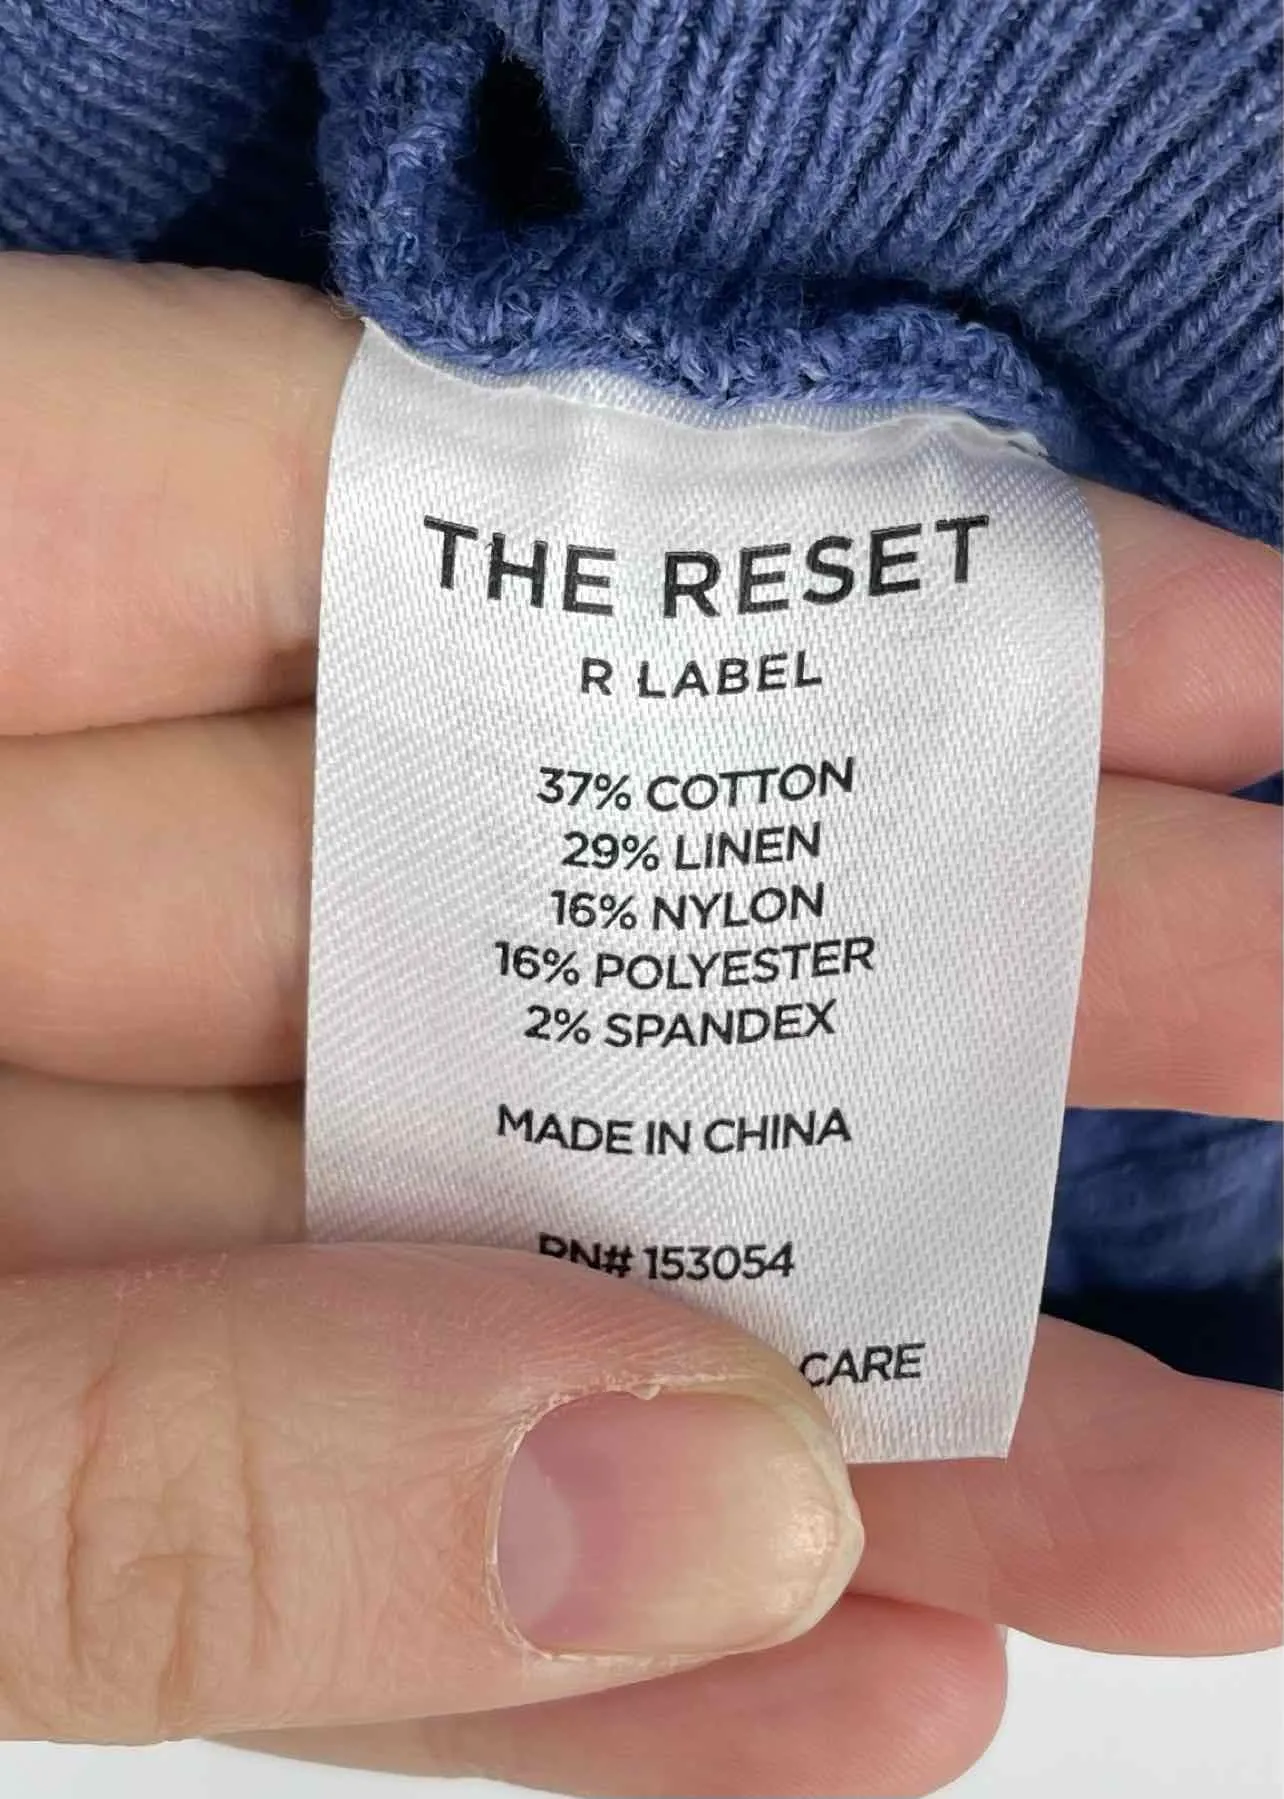 THE RESET
R LABEL
37% COTTON
29% LINEN
16% NYLON
16% POLYESTER
2% SPANDEX
MADE IN CHINA
RN# 153054
CARE